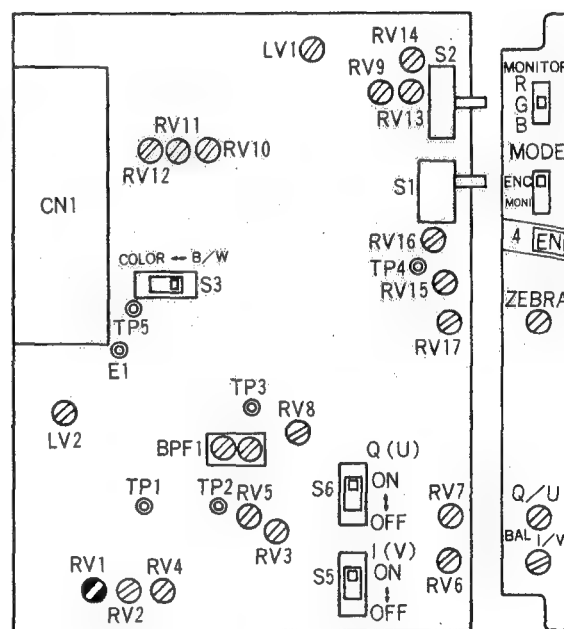 LV1
RV14
S2
RV9
RV13
MONITOR
R
G
B
RV11
RV12
RV10
MODE
CN1
S1
ENC
MONI
RV16
4
COLOR ↔ B/W
S3
TP4
RV15
ZEBRA
TP5
RV17
E1
TP3
RV8
LV2
BPF1
Q(U)
S6
ON
↕
OFF
TP1
TP2
RV5
RV3
RV7
Q/U
I(V)
S5
ON
↕
OFF
RV6
BAL
RV1
RV2
RV4